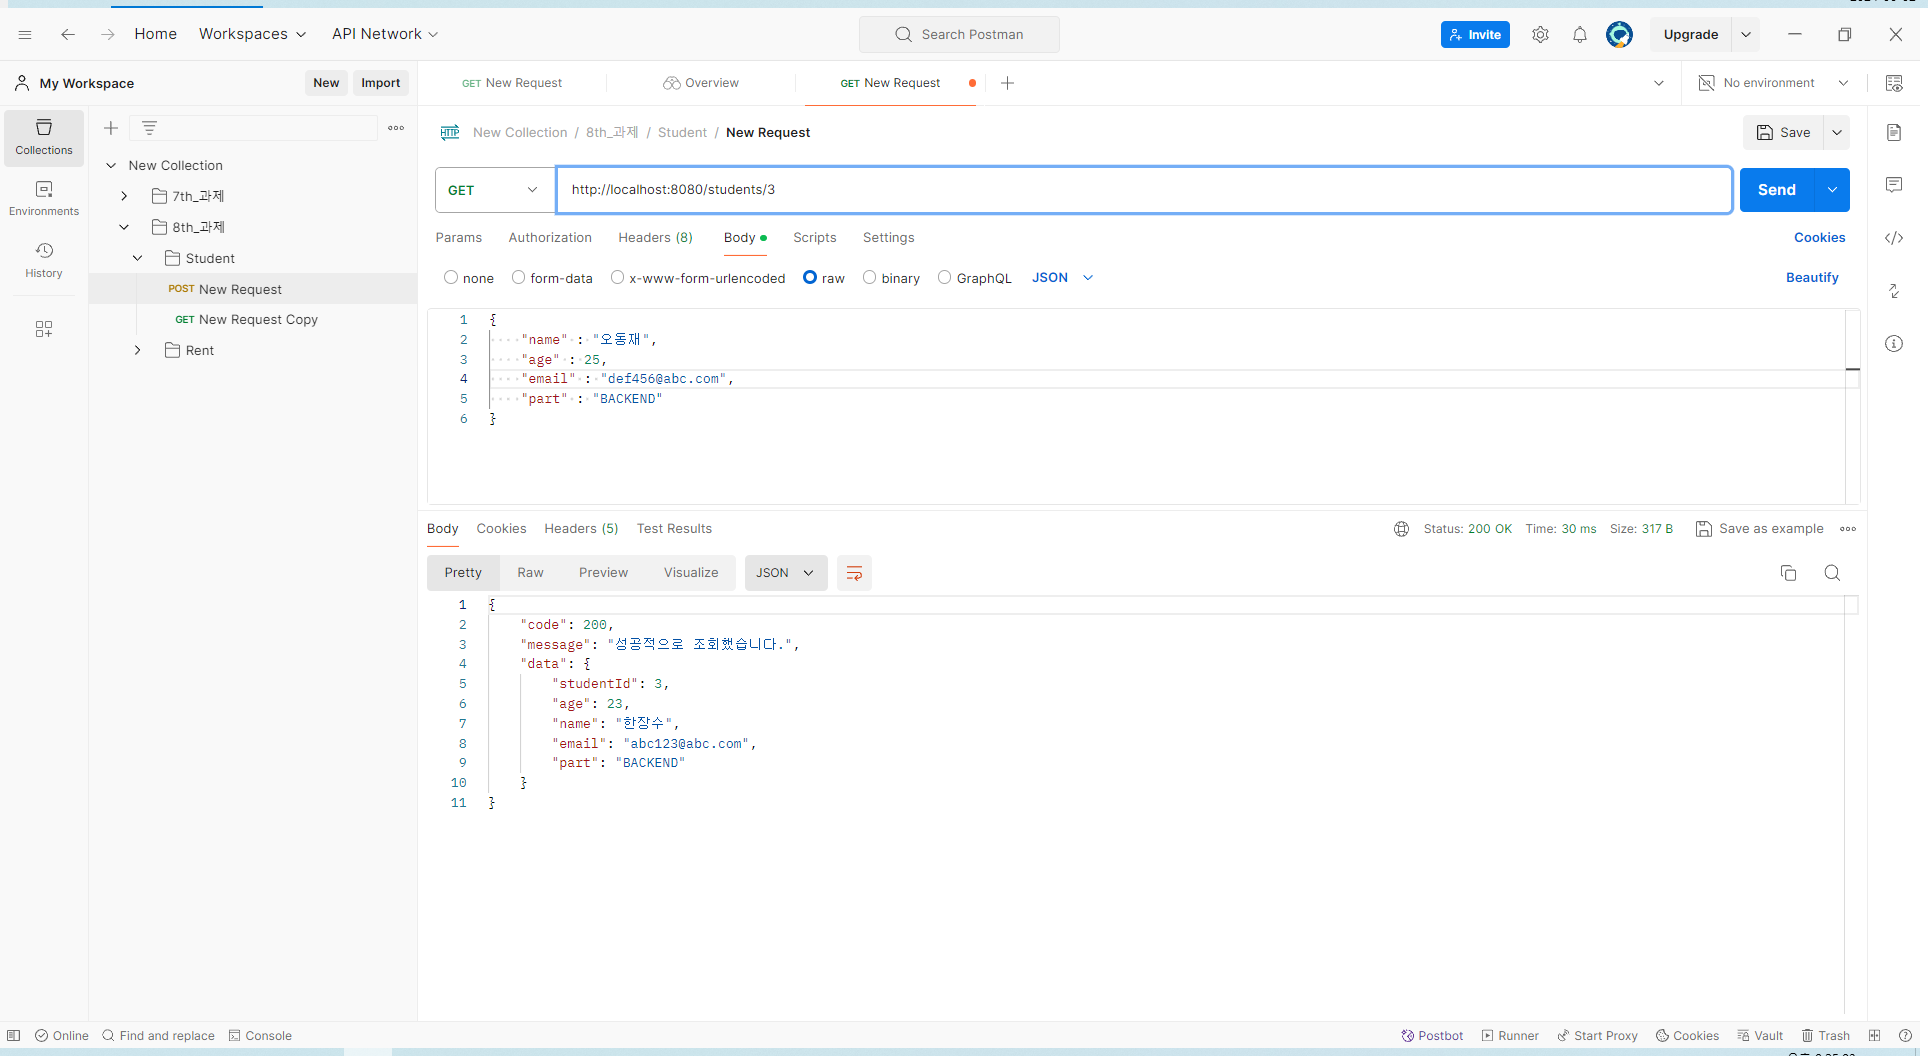 Home Workspaces API Network Search Postman Invite Upgrade
My Workspace New Import GET New Request Overview GET New Request No environment
Collections
Environments
History
New Collection
7th_과제
8th_과제
Student
POST New Request
GET New Request Copy
Rent
HTTP New Collection / 8th_과제 / Student / New Request Save
GET http://localhost:8080/students/3 Send
Params Authorization Headers (8) Body Scripts Settings Cookies
none form-data x-www-form-urlencoded raw binary GraphQL JSON Beautify
1 {
2 "name" : "오동재",
3 "age" : 25,
4 "email" : "def456@abc.com",
5 "part" : "BACKEND"
6 }
Body Cookies Headers (5) Test Results Status: 200 OK Time: 30 ms Size: 317 B Save as example
Pretty Raw Preview Visualize JSON
1 {
2 "code": 200,
3 "message": "성공적으로 조회했습니다.",
4 "data": {
5 "studentId": 3,
6 "age": 23,
7 "name": "한장수",
8 "email": "abc123@abc.com",
9 "part": "BACKEND"
10 }
11 }
Online Find and replace Console Postbot Runner Start Proxy Cookies Vault Trash